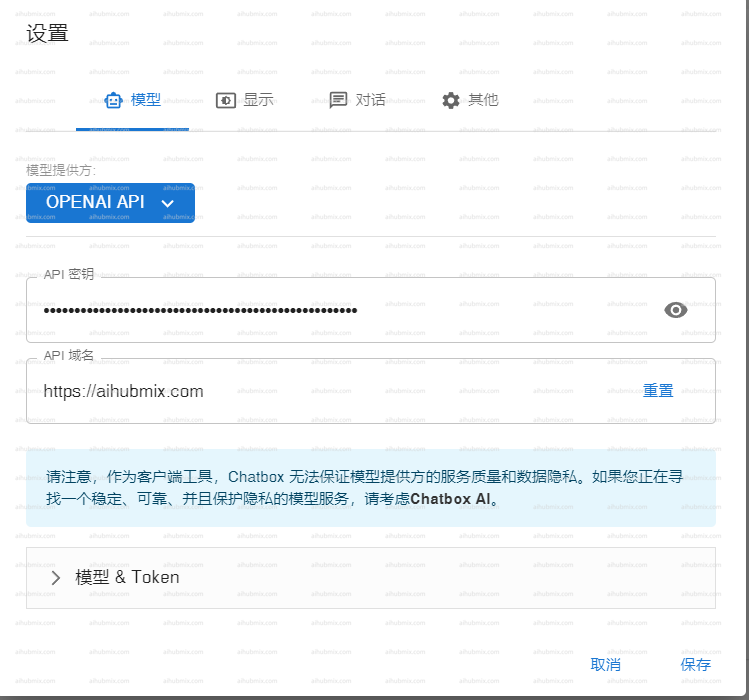 设置
模型 显示 对话 其他
模型提供方:
OPENAI API
API 密钥
••••••••••••••••••••••••••••••••••••••••••••••••••••
API 域名
https://aihubmix.com 重置
请注意，作为客户端工具，Chatbox 无法保证模型提供方的服务质量和数据隐私。如果您正在寻
找一个稳定、可靠、并且保护隐私的模型服务，请考虑Chatbox AI。
模型 & Token
取消 保存
aihubmix.com